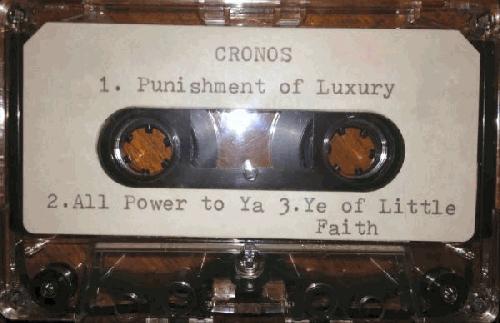 CRONOS
1. Punishment of Luxury
2.All Power to Ya 3.Ye of Little
Faith